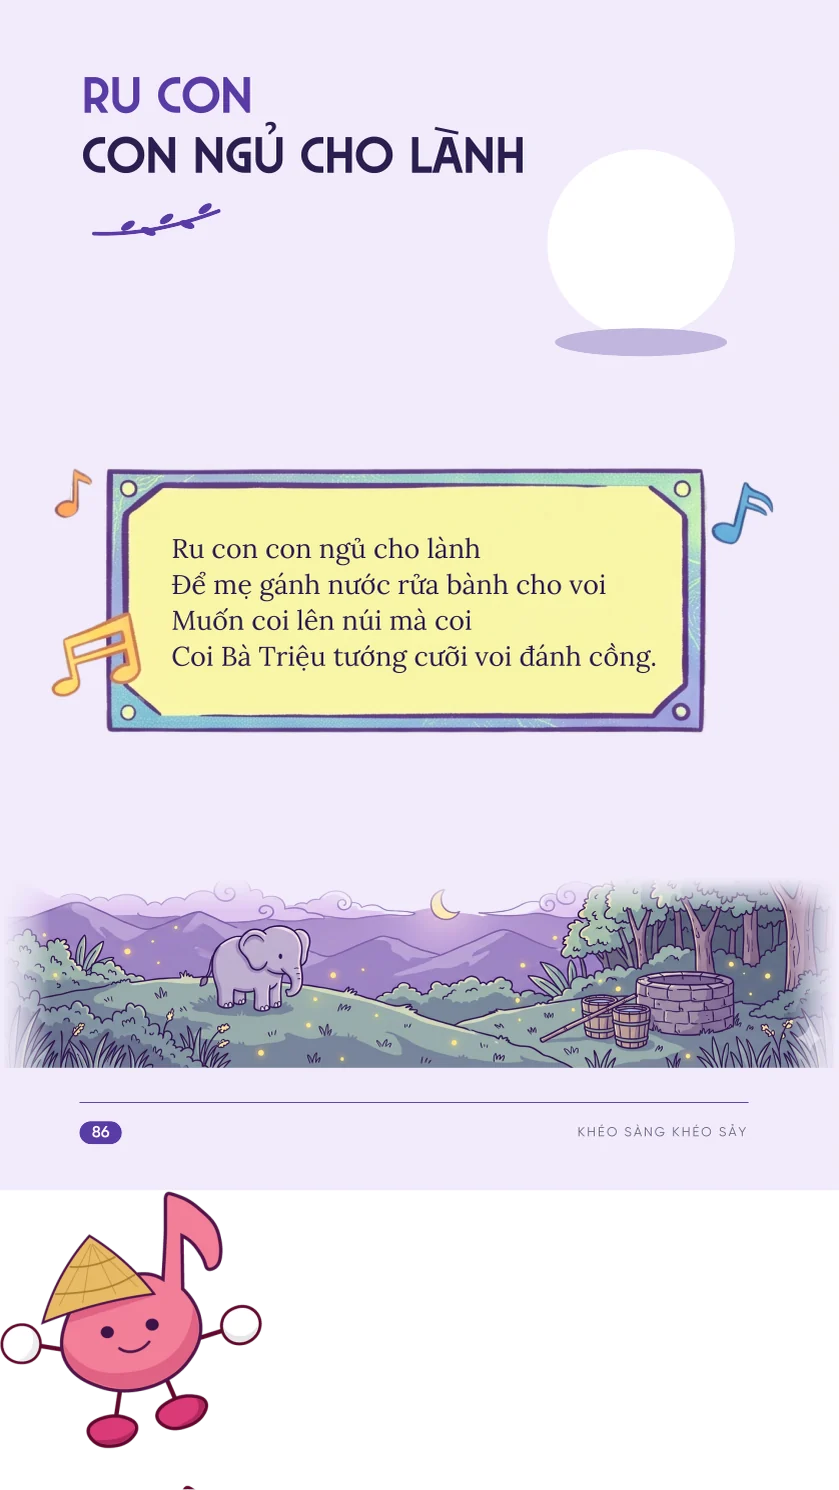 RU CON
CON NGỦ CHO LÀNH
Ru con con ngủ cho lành
Để mẹ gánh nước rửa bành cho voi
Muốn coi lên núi mà coi
Coi Bà Triệu tướng cưỡi voi đánh cồng.
86
KHÉO SÀNG KHÉO SẢY